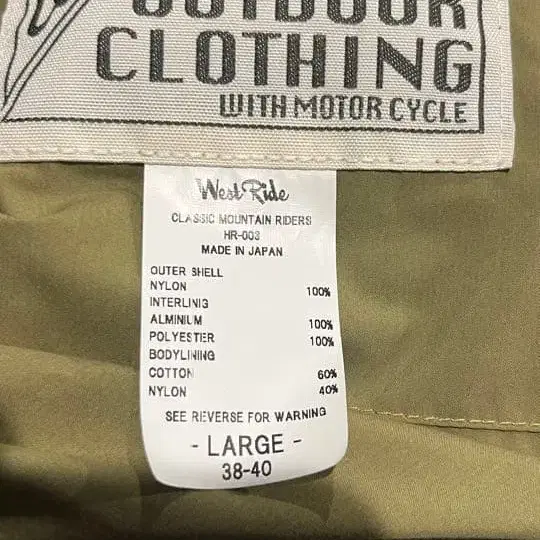 OUTDOOR
CLOTHING
WITH MOTOR CYCLE
West Ride
CLASSIC MOUNTAIN RIDERS
HR-003
MADE IN JAPAN
OUTER SHELL
NYLON 100%
INTERLINIG
ALMINIUM 100%
POLYESTER 100%
BODYLINING
COTTON 60%
NYLON 40%
SEE REVERSE FOR WARNING
- LARGE -
38-40